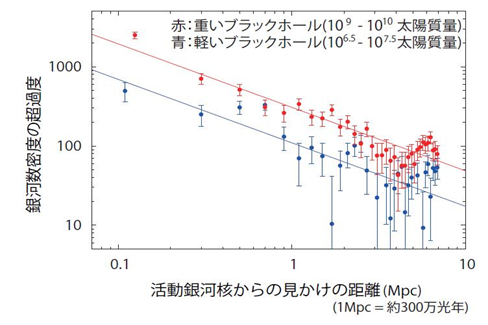 赤：重いブラックホール(10⁹ - 10¹⁰ 太陽質量)
青：軽いブラックホール(10⁶·⁵ - 10⁷·⁵太陽質量)
銀河数密度の超過度
1000
100
10
0.1
1
10
活動銀河核からの見かけの距離(Mpc)
(1Mpc = 約300万光年)